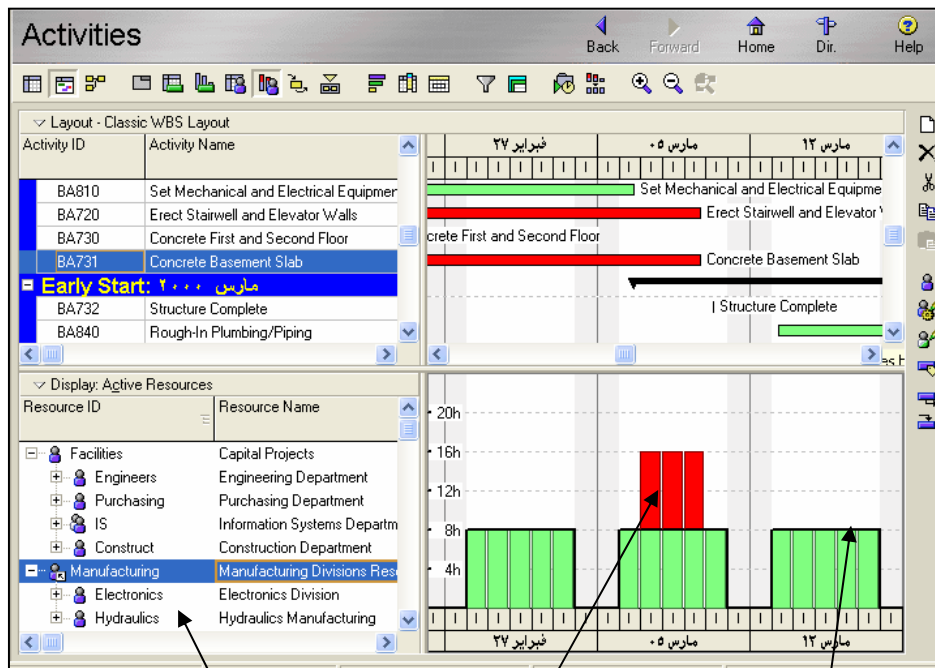 Activities
Back Forward Home Dir. Help
Layout - Classic WBS Layout
Activity ID Activity Name
فبراير ٢٧ مارس ٠٥ مارس ١٢
BA810 Set Mechanical and Electrical Equipmer Set Mechanical and Electrical Equipme
BA720 Erect Stairwell and Elevator Walls Erect Stairwell and Elevator
BA730 Concrete First and Second Floor crete First and Second Floor
BA731 Concrete Basement Slab Concrete Basement Slab
Early Start: مارس ٢٠٠٠
BA732 Structure Complete Structure Complete
BA840 Rough-In Plumbing/Piping
Display: Active Resources
Resource ID Resource Name
Facilities Capital Projects
Engineers Engineering Department
Purchasing Purchasing Department
IS Information Systems Departm
Construct Construction Department
Manufacturing Manufacturing Divisions Res
Electronics Electronics Division
Hydraulics Hydraulics Manufacturing
20h
16h
12h
8h
4h
فبراير ٢٧ مارس ٠٥ مارس ١٢